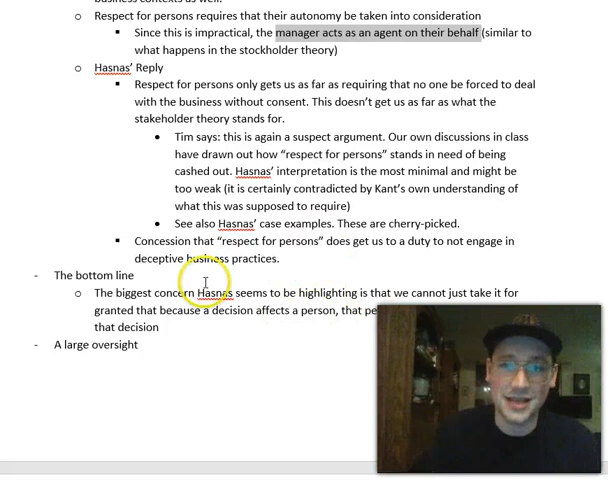 business contexts as well.
o Respect for persons requires that their autonomy be taken into consideration
▪ Since this is impractical, the manager acts as an agent on their behalf (similar to
what happens in the stockholder theory)
o Hasnas' Reply
▪ Respect for persons only gets us as far as requiring that no one be forced to deal
with the business without consent. This doesn't get us as far as what the
stakeholder theory stands for.
• Tim says: this is again a suspect argument. Our own discussions in class
have drawn out how "respect for persons" stands in need of being
cashed out. Hasnas' interpretation is the most minimal and might be
too weak (it is certainly contradicted by Kant's own understanding of
what this was supposed to require)
• See also Hasnas' case examples. These are cherry-picked.
▪ Concession that "respect for persons" does get us to a duty to not engage in
deceptive business practices.
- The bottom line
o The biggest concern Hasnas seems to be highlighting is that we cannot just take it for
granted that because a decision affects a person, that
that decision
- A large oversight